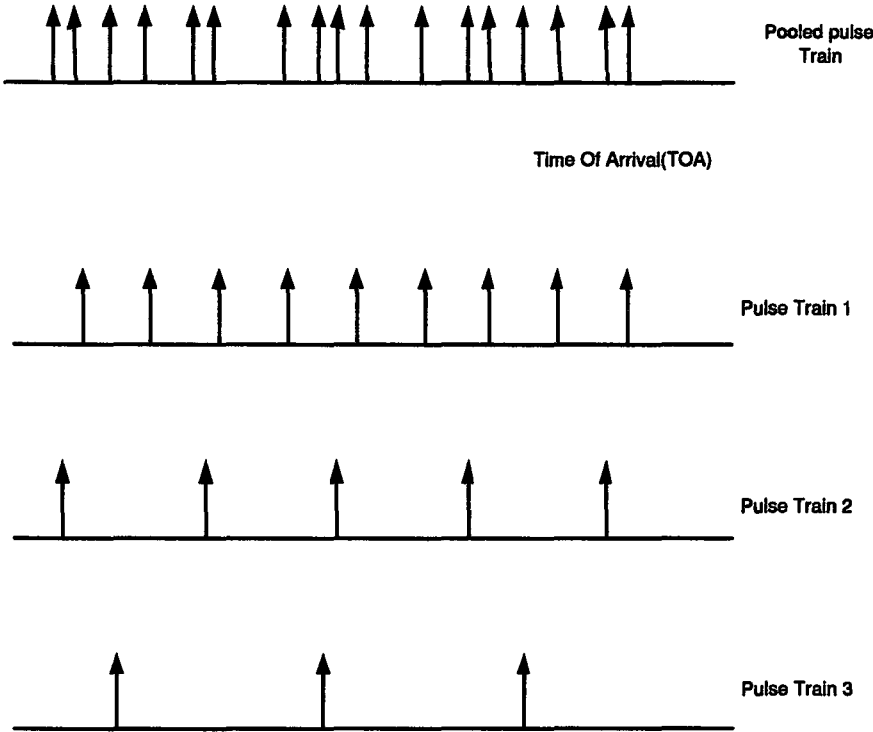 Pooled pulse
Train
Time Of Arrival(TOA)
Pulse Train 1
Pulse Train 2
Pulse Train 3